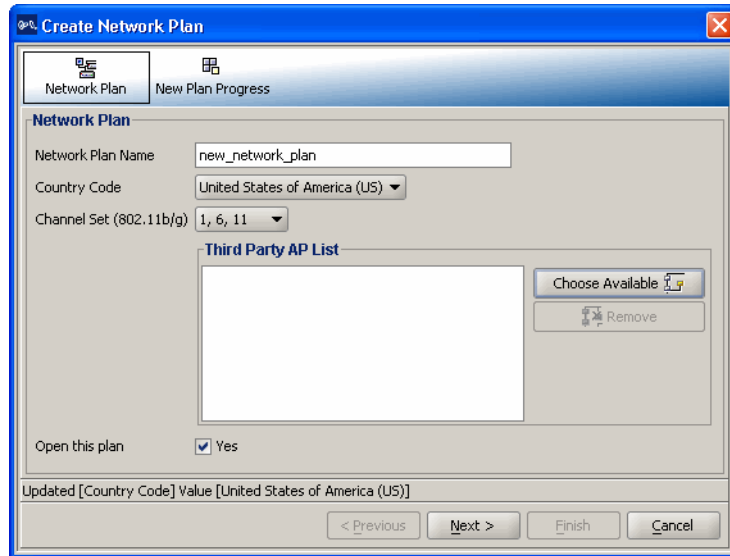 Create Network Plan
Network Plan
New Plan Progress
Network Plan
Network Plan Name new_network_plan
Country Code United States of America (US)
Channel Set (802.11b/g) 1, 6, 11
Third Party AP List
Choose Available
Remove
Open this plan Yes
Updated [Country Code] Value [United States of America (US)]
< Previous Next > Finish Cancel